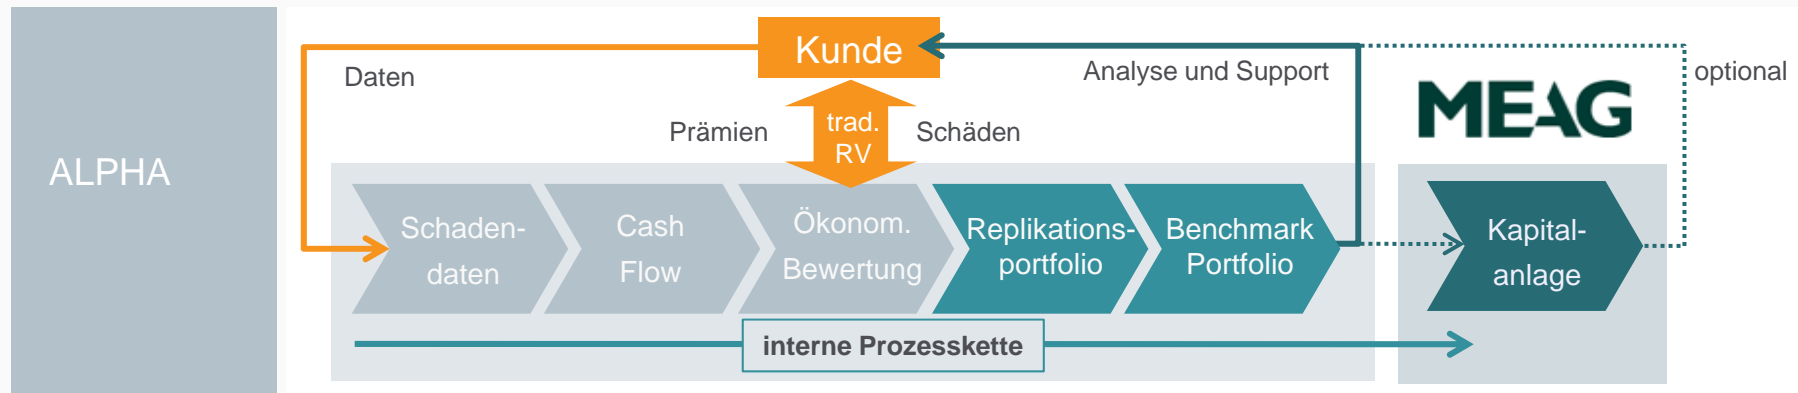 ALPHA
Kunde
Daten
Analyse und Support
optional
MEAG
Prämien
trad.
RV
Schäden
Schaden-
daten
Cash
Flow
Ökonom.
Bewertung
Replikations-
portfolio
Benchmark
Portfolio
Kapital-
anlage
interne Prozesskette